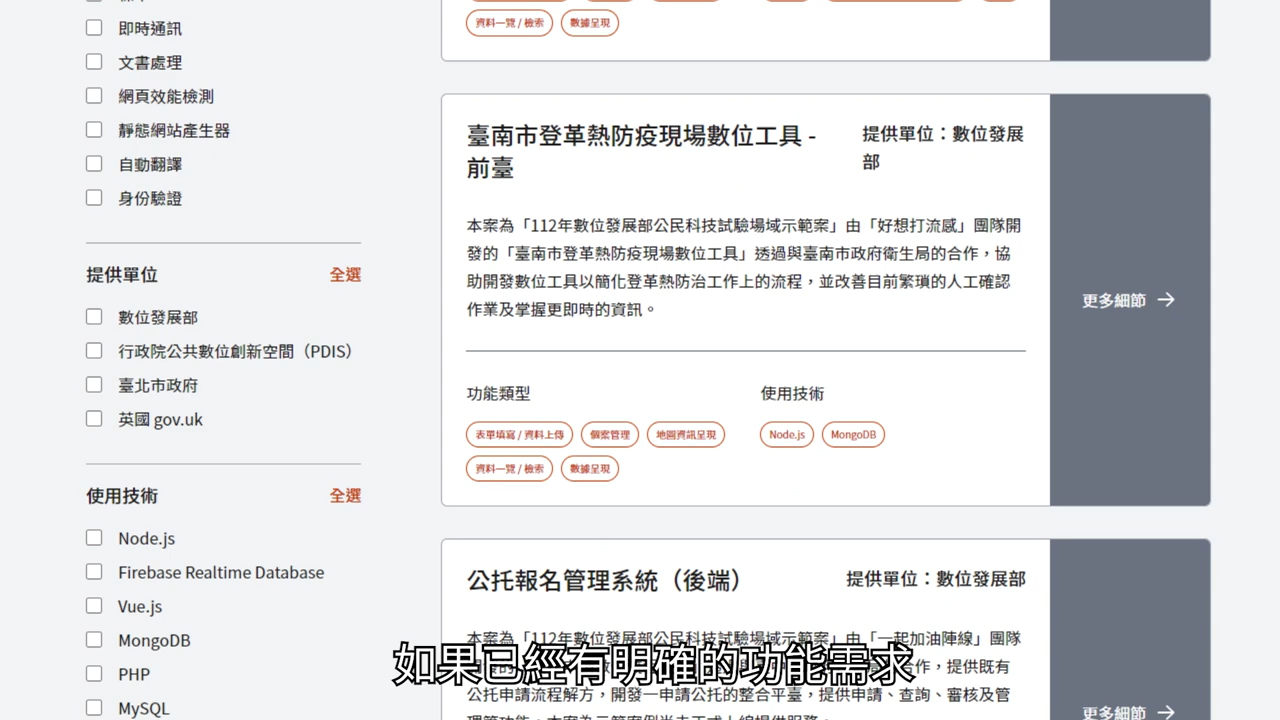 即時通訊
文書處理
網頁效能檢測
靜態網站產生器
自動翻譯
身份驗證
提供單位 全選
數位發展部
行政院公共數位創新空間（PDIS）
臺北市政府
英國 gov.uk
使用技術 全選
Node.js
Firebase Realtime Database
Vue.js
MongoDB
PHP
MySQL
資料一覽 / 檢索 數據呈現
臺南市登革熱防疫現場數位工具 -
前臺
提供單位：數位發展
部
本案為「112年數位發展部公民科技試驗場域示範案」由「好想打流感」團隊開
發的「臺南市登革熱防疫現場數位工具」透過與臺南市政府衛生局的合作，協
助開發數位工具以簡化登革熱防治工作上的流程，並改善目前繁瑣的人工確認
作業及掌握更即時的資訊。
更多細節 →
功能類型 使用技術
表單填寫 / 資料上傳 個案管理 地圖資訊呈現 Node.js MongoDB
資料一覽 / 檢索 數據呈現
公托報名管理系統（後端） 提供單位：數位發展部
本案為「112年數位發展部公民科技試驗場域示範案」由「一起加油陣線」團隊
合作，提供既有
公托申請流程解方，開發一申請公托的整合平臺，提供申請、查詢、審核及管
更多細節 →
如果已經有明確的功能需求